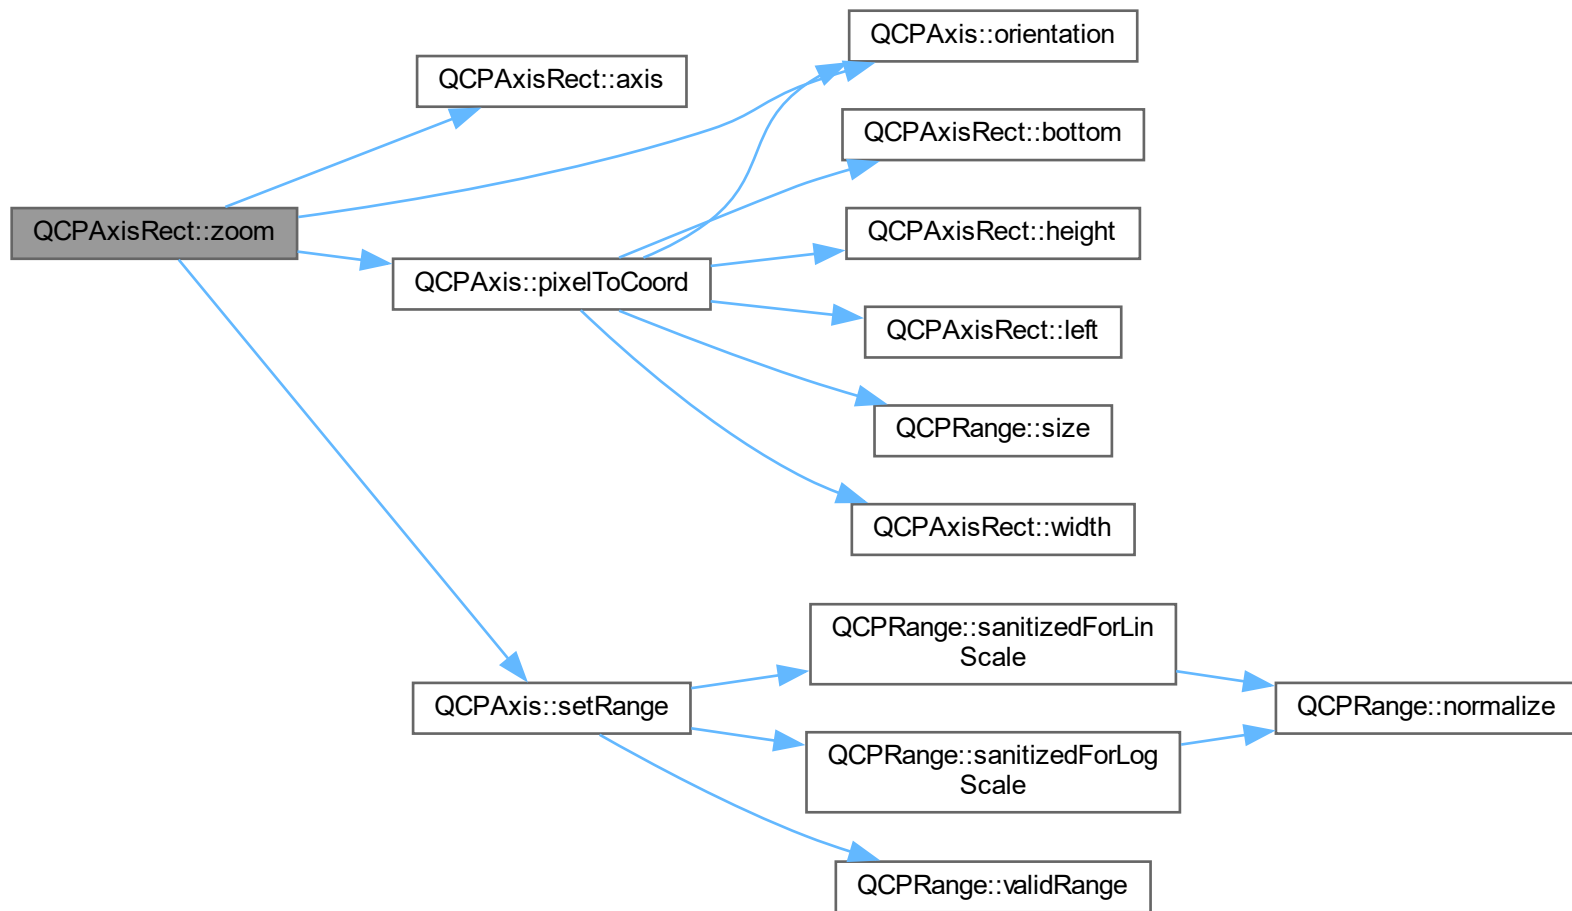 QCPAxis::orientation
QCPAxisRect::axis
QCPAxisRect::bottom
QCPAxisRect::zoom
QCPAxisRect::height
QCPAxis::pixelToCoord
QCPAxisRect::left
QCPRange::size
QCPAxisRect::width
QCPRange::sanitizedForLin
Scale
QCPAxis::setRange
QCPRange::normalize
QCPRange::sanitizedForLog
Scale
QCPRange::validRange